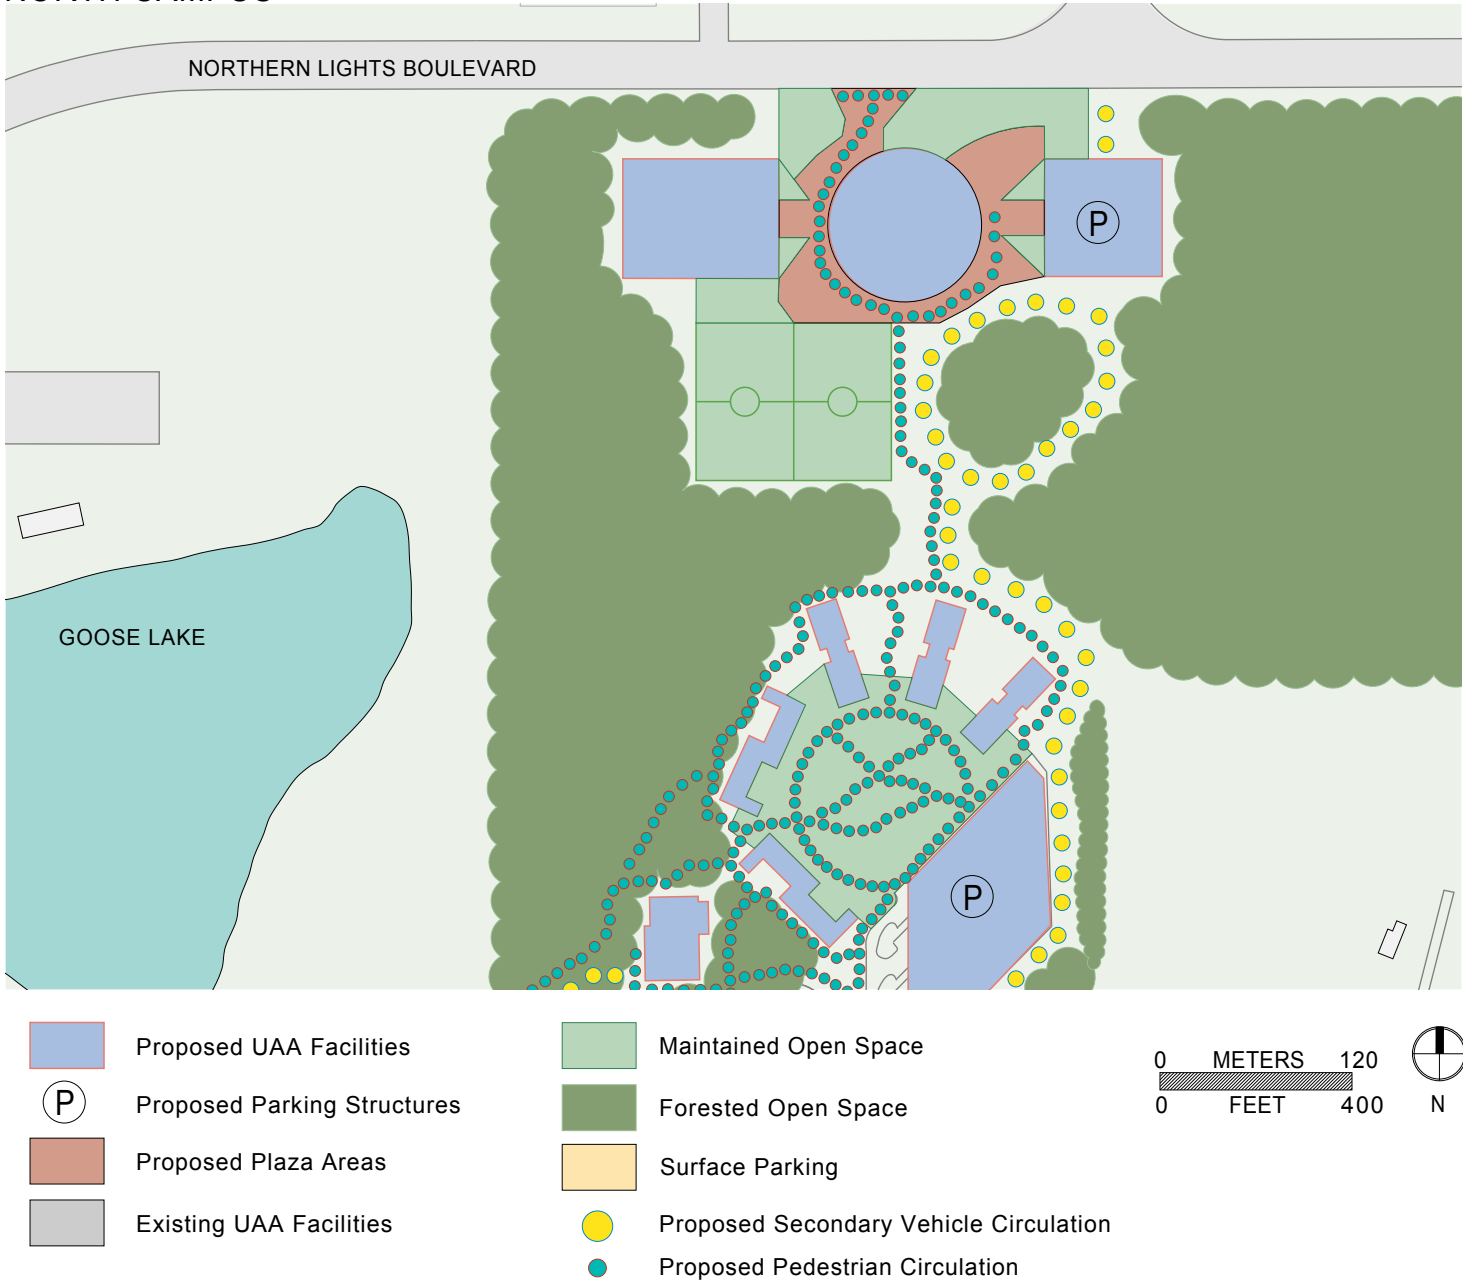 NORTHERN LIGHTS BOULEVARD
P
GOOSE LAKE
P
Proposed UAA Facilities
P Proposed Parking Structures
Proposed Plaza Areas
Existing UAA Facilities
Maintained Open Space
Forested Open Space
Surface Parking
Proposed Secondary Vehicle Circulation
Proposed Pedestrian Circulation
0 METERS 120
0 FEET 400
N